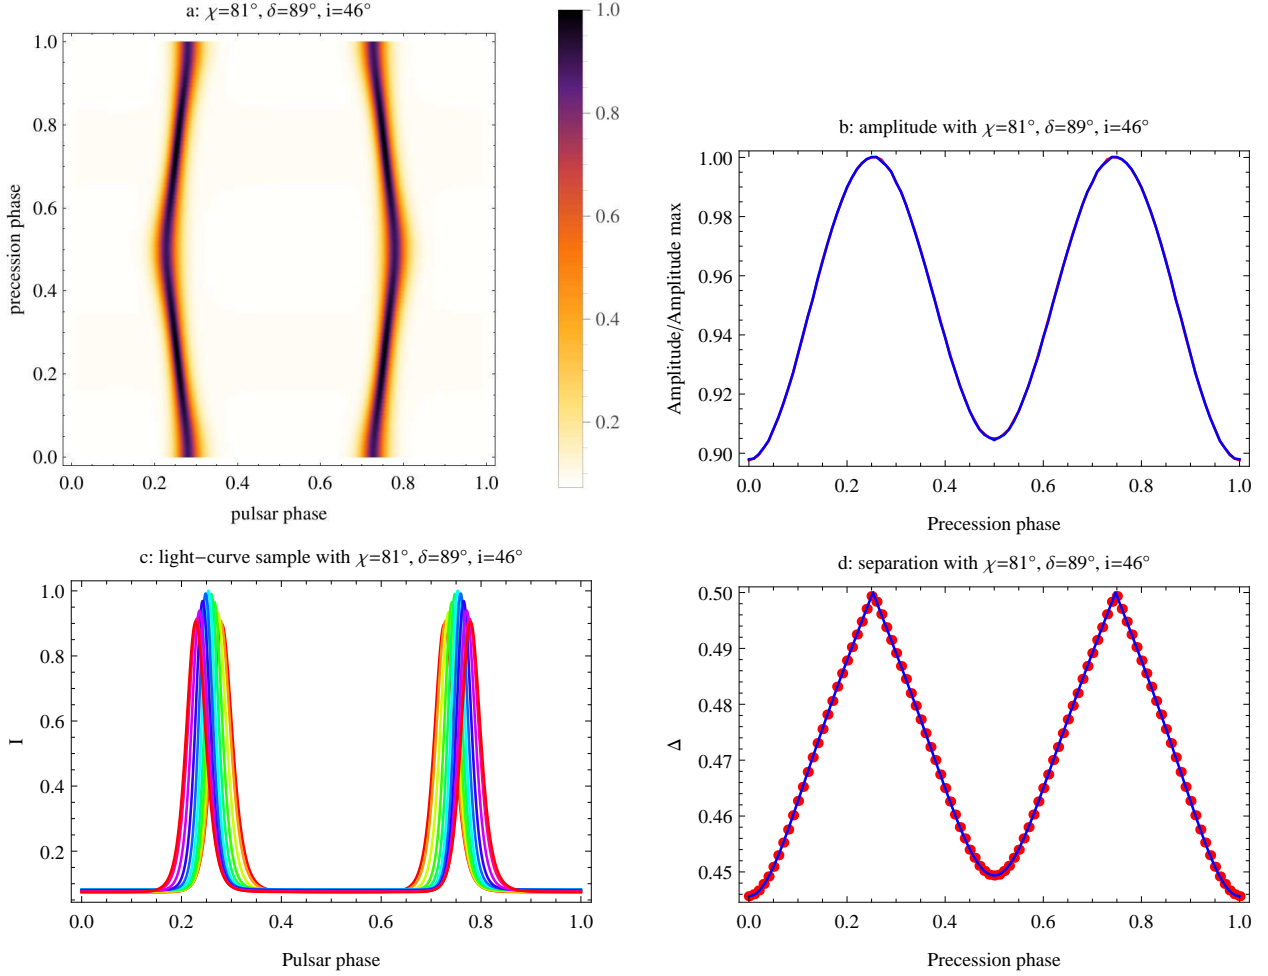 a: χ=81°, δ=89°, i=46°
1.0
0.8
0.6
0.4
0.2
0.0
precession phase
0.0 0.2 0.4 0.6 0.8 1.0
pulsar phase
1.0
0.8
0.6
0.4
0.2
b: amplitude with χ=81°, δ=89°, i=46°
1.00
0.98
0.96
0.94
0.92
0.90
Amplitude/Amplitude max
0.0 0.2 0.4 0.6 0.8 1.0
Precession phase
c: light−curve sample with χ=81°, δ=89°, i=46°
1.0
0.8
0.6
0.4
0.2
I
0.0 0.2 0.4 0.6 0.8 1.0
Pulsar phase
d: separation with χ=81°, δ=89°, i=46°
0.50
0.49
0.48
0.47
0.46
0.45
Δ
0.0 0.2 0.4 0.6 0.8 1.0
Precession phase